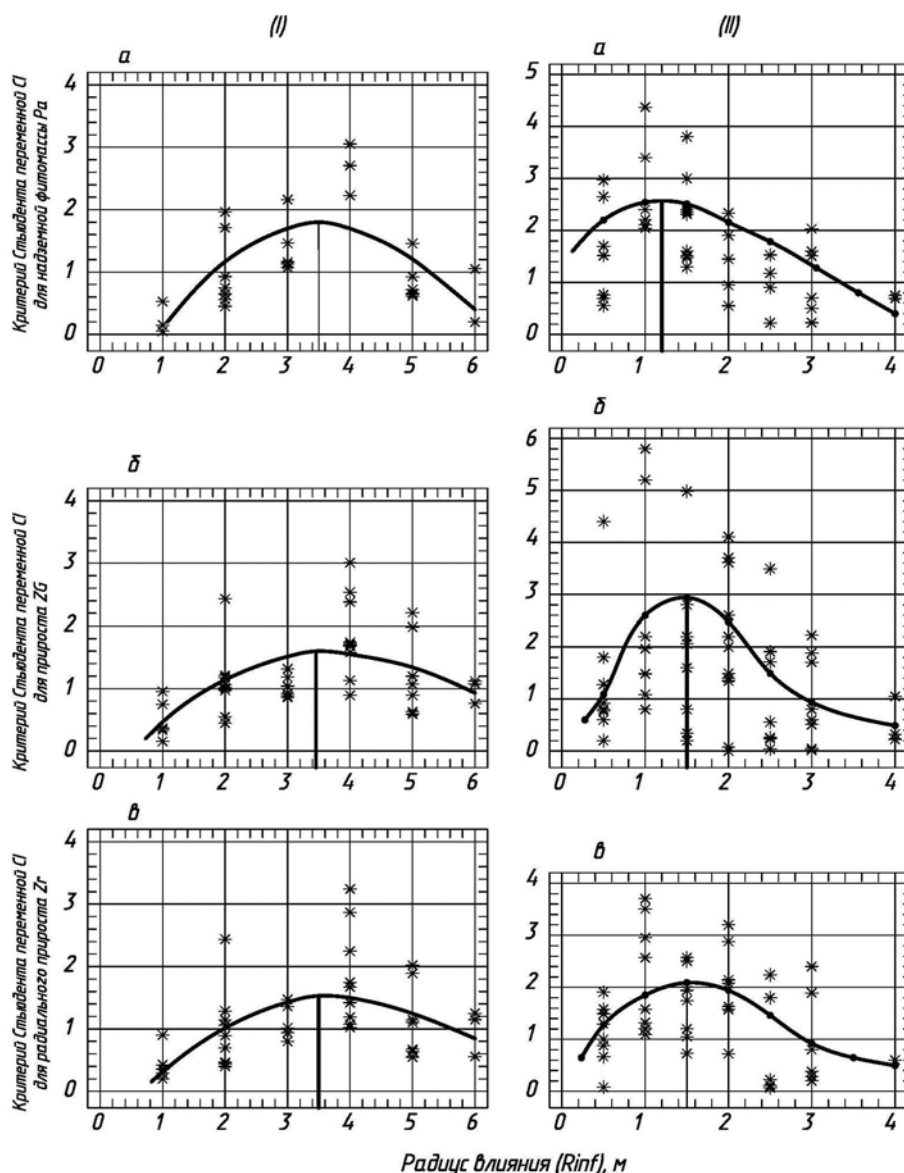 (I)
(II)
а
Критерий Стьюдента переменной CI
для надземной фитомассы Pa
4
3
2
1
0
0 1 2 3 4 5 6
а
5
4
3
2
1
0
0 1 2 3 4
б
Критерий Стьюдента переменной CI
для прироста ZG
4
3
2
1
0
0 1 2 3 4 5 6
б
6
5
4
3
2
1
0
0 1 2 3 4
в
Критерий Стьюдента переменной CI
для радиального прироста Zr
4
3
2
1
0
0 1 2 3 4 5 6
в
4
3
2
1
0
0 1 2 3 4
Радиус влияния (Rinf), м